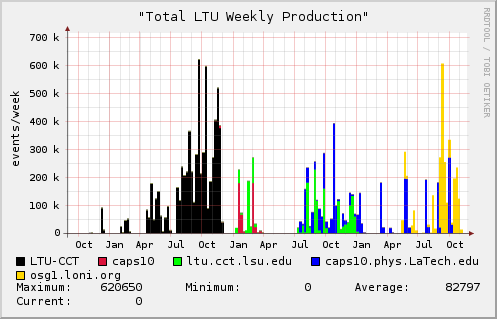 "Total LTU Weekly Production"
RRDTOOL / TOBI OETIKER
events/week
700 k
600 k
500 k
400 k
300 k
200 k
100 k
0
Oct Jan Apr Jul Oct Jan Apr Jul Oct Jan Apr Jul Oct
LTU-CCT caps10 ltu.cct.lsu.edu caps10.phys.LaTech.edu
osg1.loni.org
Maximum: 620650 Minimum: 0 Average: 82797
Current: 0